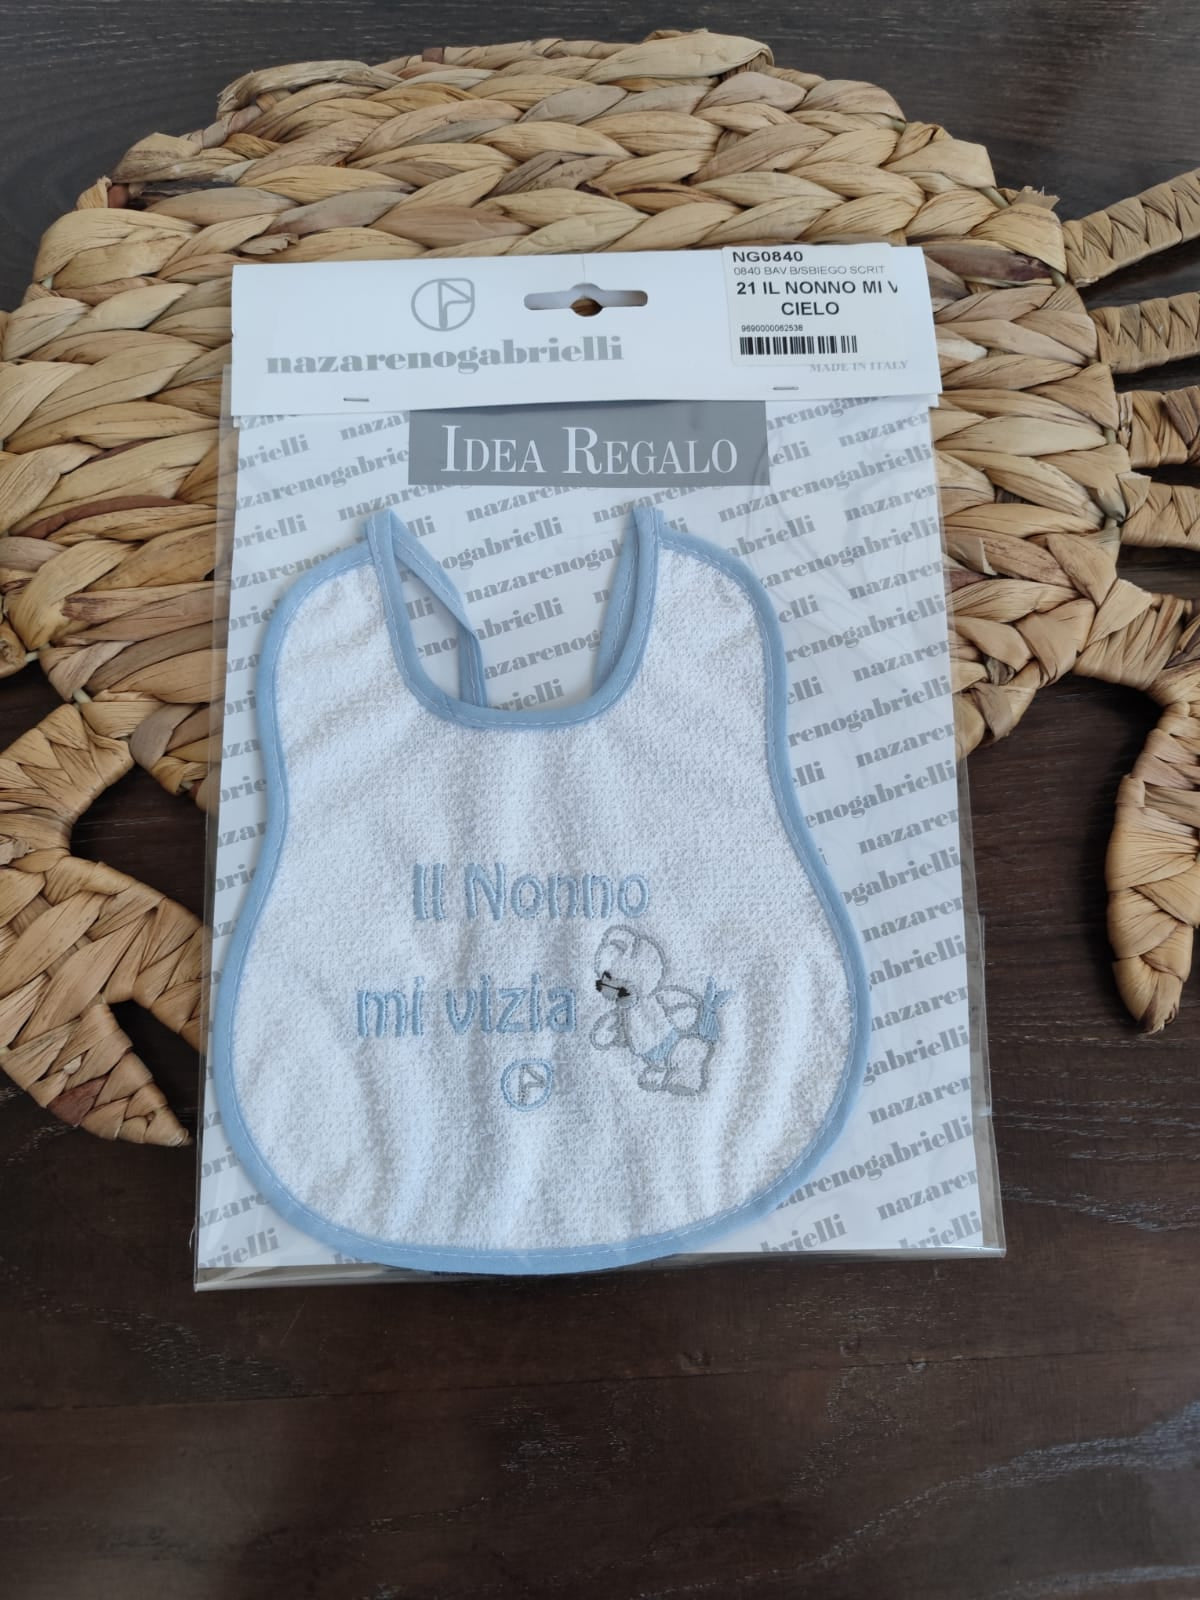 NG0840
0840 BAV B/SBIEGO SCRIT
21 IL NONNO MI V
CIELO
9690000062538
nazarenogabrielli
MADE IN ITALY
IDEA REGALO
Il Nonno
mi vizia